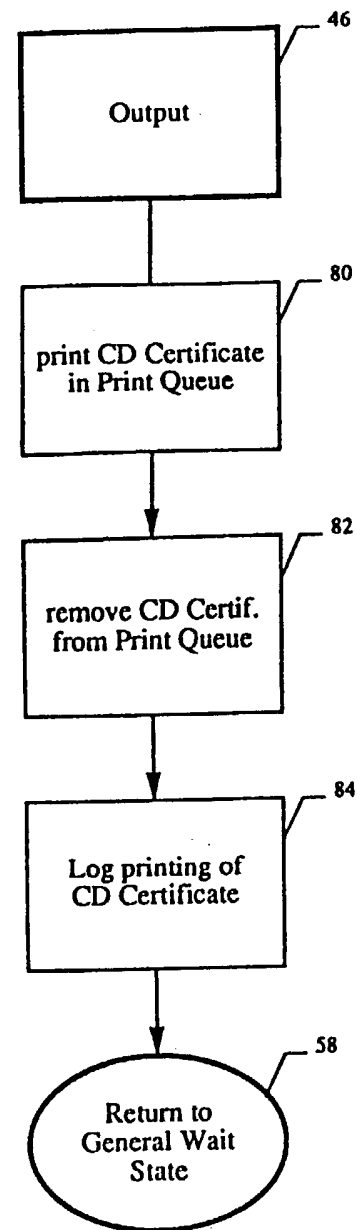 46
Output
80
print CD Certificate
in Print Queue
82
remove CD Certif.
from Print Queue
84
Log printing of
CD Certificate
58
Return to
General Wait
State